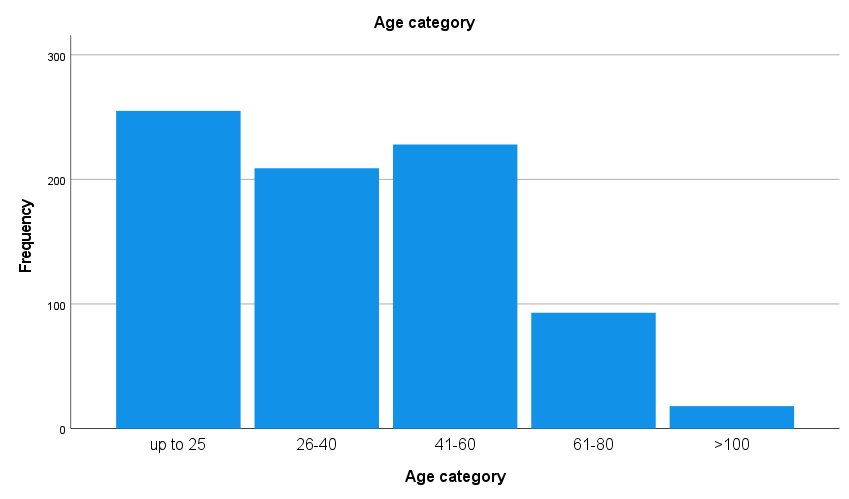 Age category
300
200
100
0
Frequency
up to 25
26-40
41-60
61-80
>100
Age category